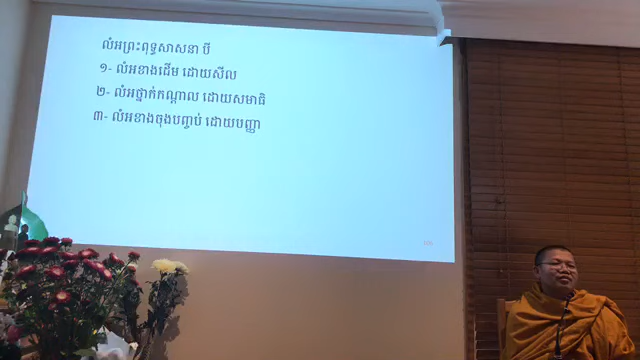 លំអព្រះពុទ្ធសាសនា បី
១- លំអខាងដើម ដោយសីល
២- លំអថ្នាក់កណ្តាល ដោយសមាធិ
៣- លំអខាងចុងបញ្ចប់ ដោយបញ្ញា